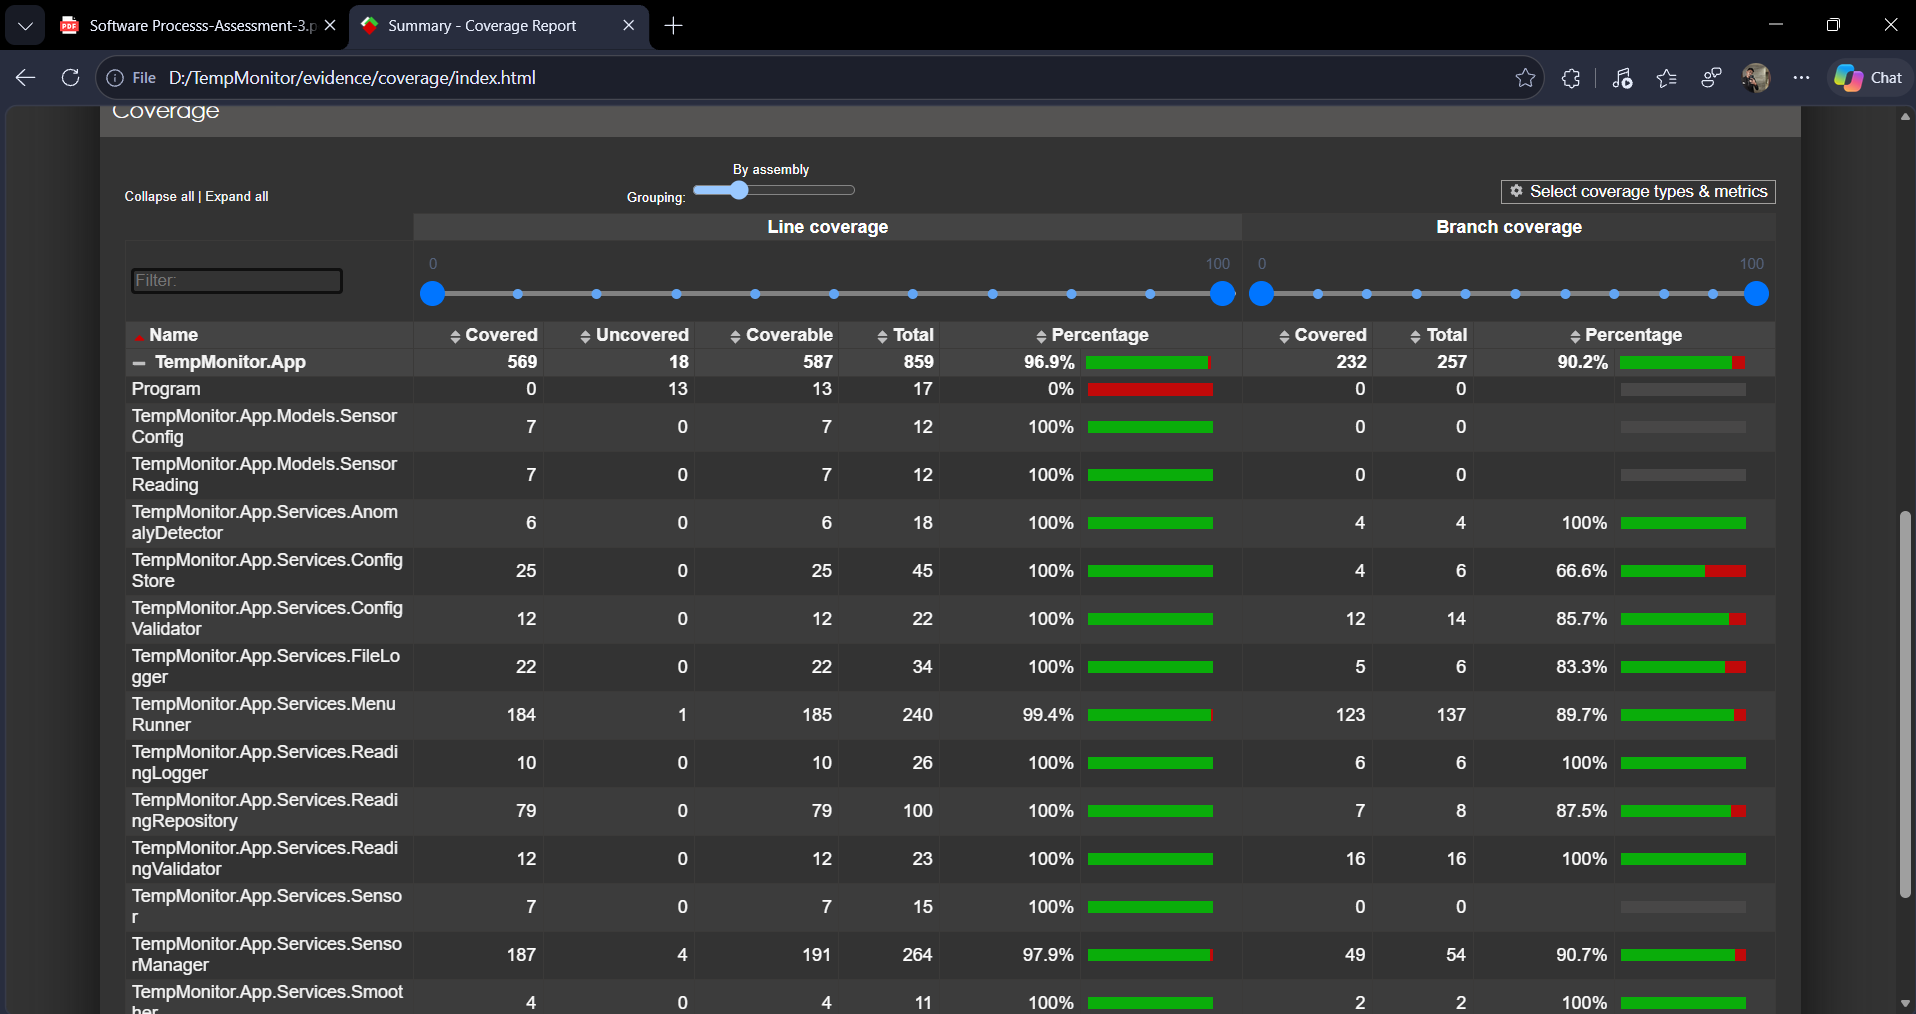 Software Processs-Assessment-3.p
Summary - Coverage Report
File D:/TempMonitor/evidence/coverage/index.html
Chat
Coverage
By assembly
Collapse all | Expand all
Grouping:
Select coverage types & metrics
Line coverage Branch coverage
0 100 0 100
Filter:
Name Covered Uncovered Coverable Total Percentage Covered Total Percentage
TempMonitor.App 569 18 587 859 96.9% 232 257 90.2%
Program 0 13 13 17 0% 0 0
TempMonitor.App.Models.Sensor
Config 7 0 7 12 100% 0 0
TempMonitor.App.Models.Sensor
Reading 7 0 7 12 100% 0 0
TempMonitor.App.Services.Anom
alyDetector 6 0 6 18 100% 4 4 100%
TempMonitor.App.Services.Config
Store 25 0 25 45 100% 4 6 66.6%
TempMonitor.App.Services.Config
Validator 12 0 12 22 100% 12 14 85.7%
TempMonitor.App.Services.FileLo
gger 22 0 22 34 100% 5 6 83.3%
TempMonitor.App.Services.Menu
Runner 184 1 185 240 99.4% 123 137 89.7%
TempMonitor.App.Services.Readi
ngLogger 10 0 10 26 100% 6 6 100%
TempMonitor.App.Services.Readi
ngRepository 79 0 79 100 100% 7 8 87.5%
TempMonitor.App.Services.Readi
ngValidator 12 0 12 23 100% 16 16 100%
TempMonitor.App.Services.Senso
r 7 0 7 15 100% 0 0
TempMonitor.App.Services.Senso
rManager 187 4 191 264 97.9% 49 54 90.7%
TempMonitor.App.Services.Smoot
her 4 0 4 11 100% 2 2 100%